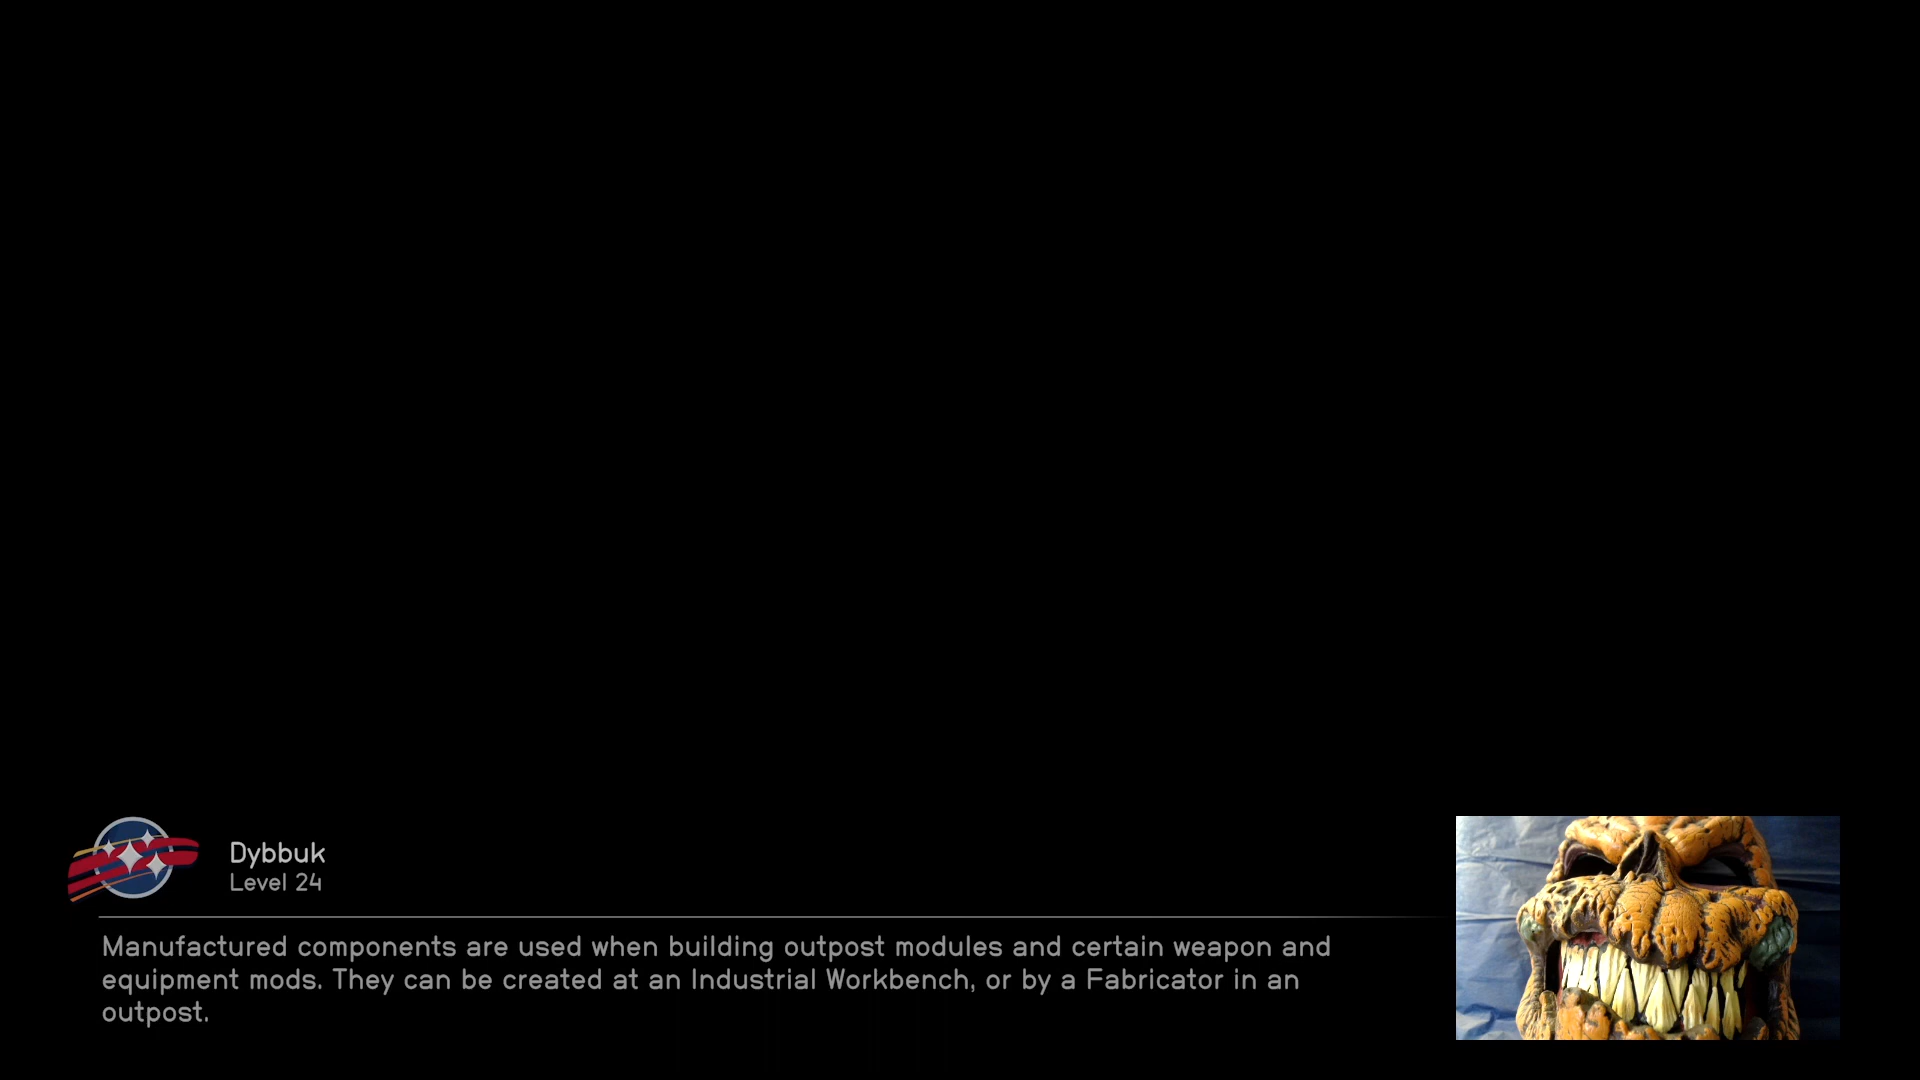 Dybbuk
Level 24
Manufactured components are used when building outpost modules and certain weapon and
equipment mods. They can be created at an Industrial Workbench, or by a Fabricator in an
outpost.